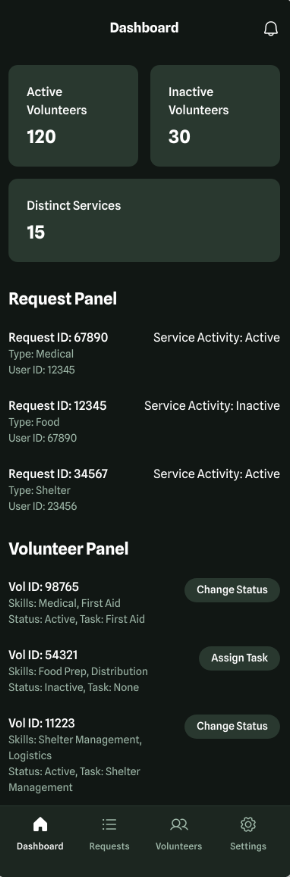 Dashboard
Active
Volunteers
120
Inactive
Volunteers
30
Distinct Services
15
Request Panel
Request ID: 67890
Service Activity: Active
Type: Medical
User ID: 12345
Request ID: 12345
Service Activity: Inactive
Type: Food
User ID: 67890
Request ID: 34567
Service Activity: Active
Type: Shelter
User ID: 23456
Volunteer Panel
Vol ID: 98765
Skills: Medical, First Aid
Status: Active, Task: First Aid
Change Status
Vol ID: 54321
Skills: Food Prep, Distribution
Status: Inactive, Task: None
Assign Task
Vol ID: 11223
Skills: Shelter Management,
Logistics
Status: Active, Task: Shelter
Management
Change Status
Dashboard
Requests
Volunteers
Settings